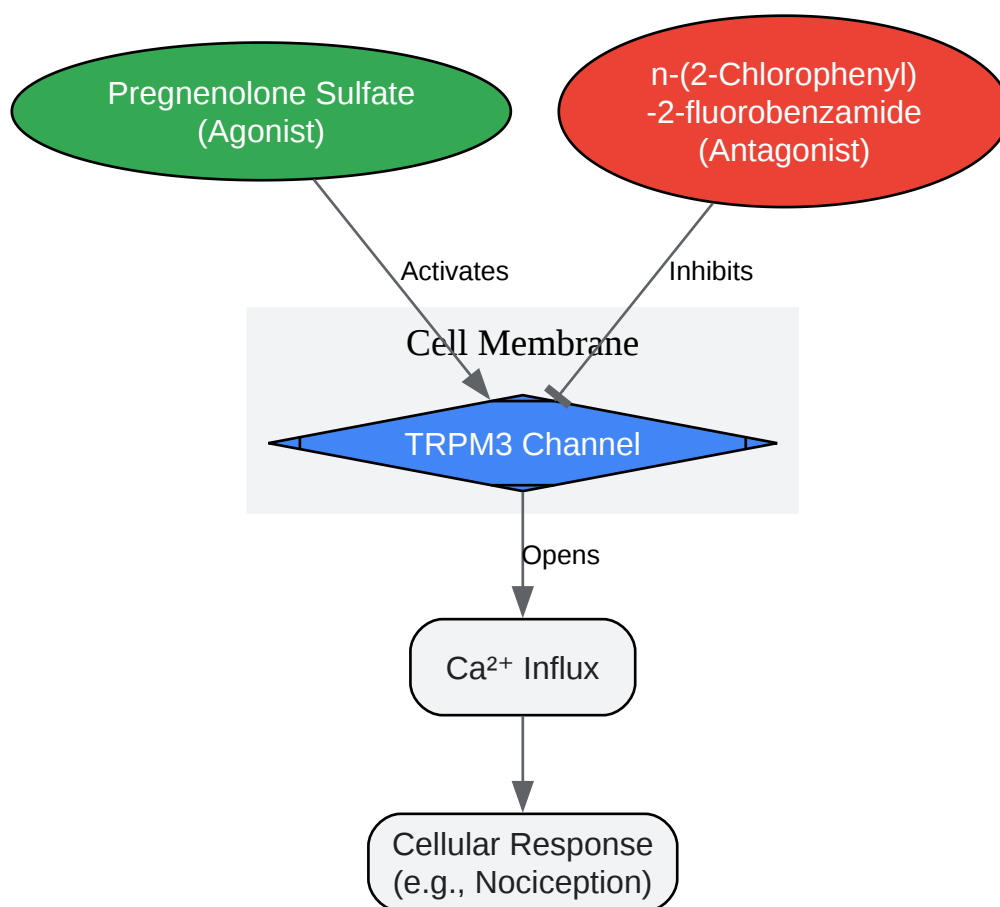 Pregnenolone Sulfate
(Agonist)
n-(2-Chlorophenyl)
-2-fluorobenzamide
(Antagonist)
Activates
Inhibits
Cell Membrane
TRPM3 Channel
Opens
Ca²⁺ Influx
Cellular Response
(e.g., Nociception)